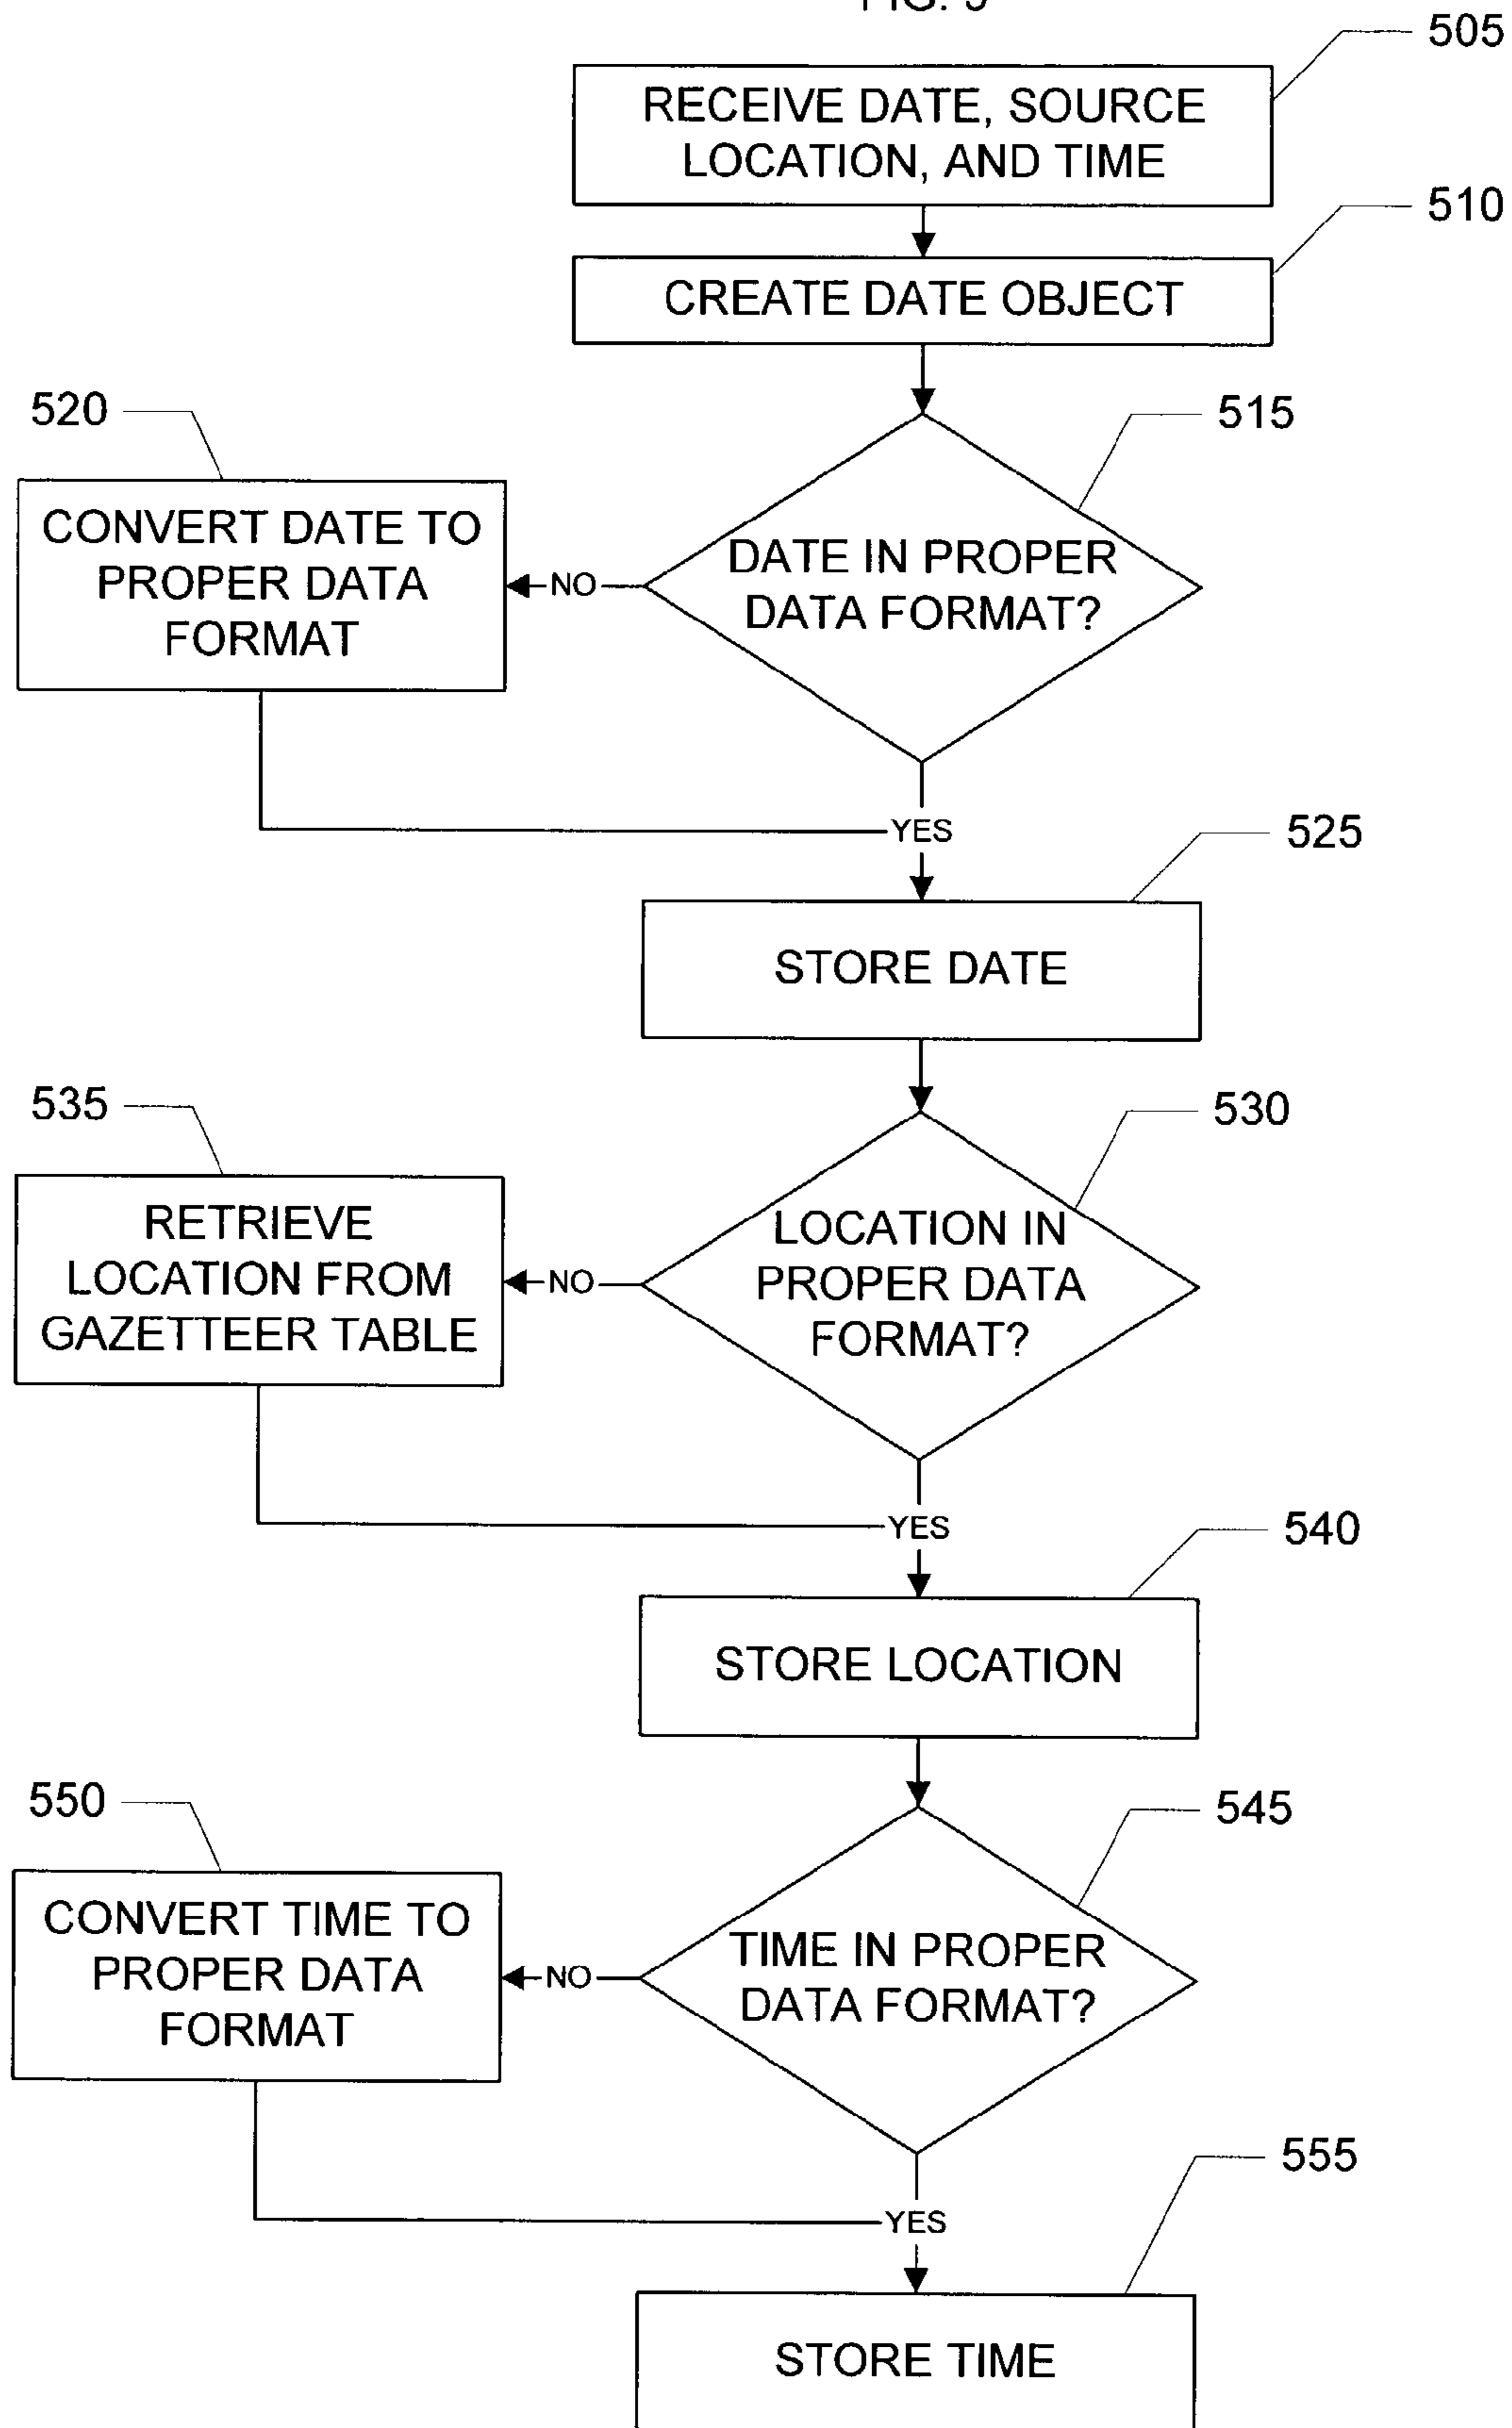 505
RECEIVE DATE, SOURCE
LOCATION, AND TIME
510
CREATE DATE OBJECT
520
515
CONVERT DATE TO
PROPER DATA
FORMAT
NO
DATE IN PROPER
DATA FORMAT?
YES
525
STORE DATE
535
530
RETRIEVE
LOCATION FROM
GAZETTEER TABLE
NO
LOCATION IN
PROPER DATA
FORMAT?
YES
540
STORE LOCATION
550
545
CONVERT TIME TO
PROPER DATA
FORMAT
NO
TIME IN PROPER
DATA FORMAT?
YES
555
STORE TIME